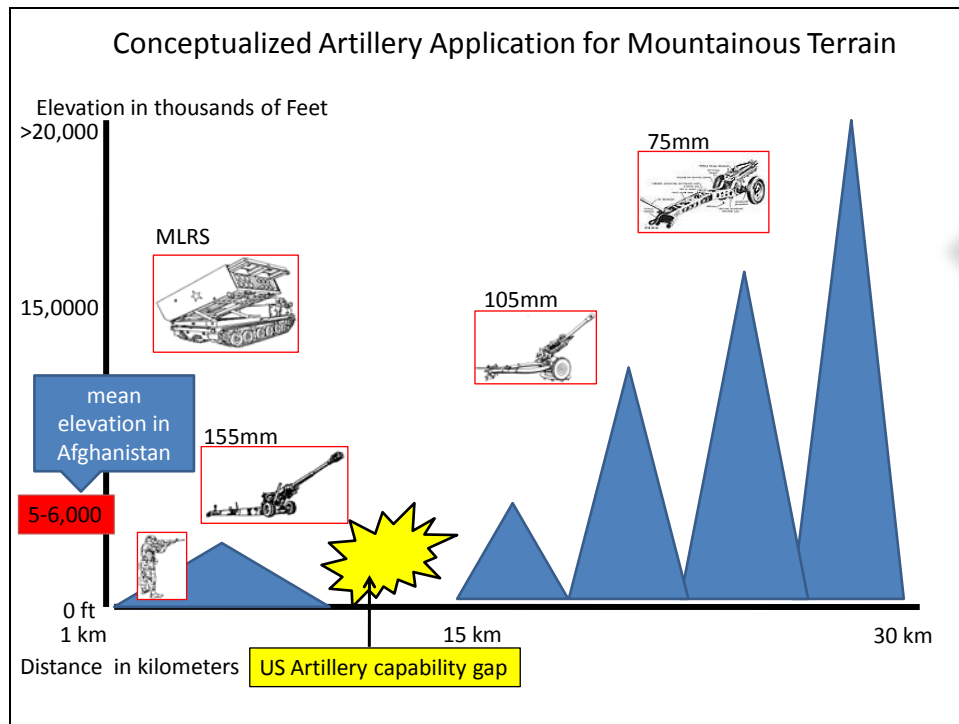 Conceptualized Artillery Application for Mountainous Terrain
Elevation in thousands of Feet
>20,000
75mm
MLRS
105mm
15,0000
mean
elevation in
Afghanistan
155mm
5-6,000
0 ft
1 km
15 km
30 km
Distance in kilometers
US Artillery capability gap